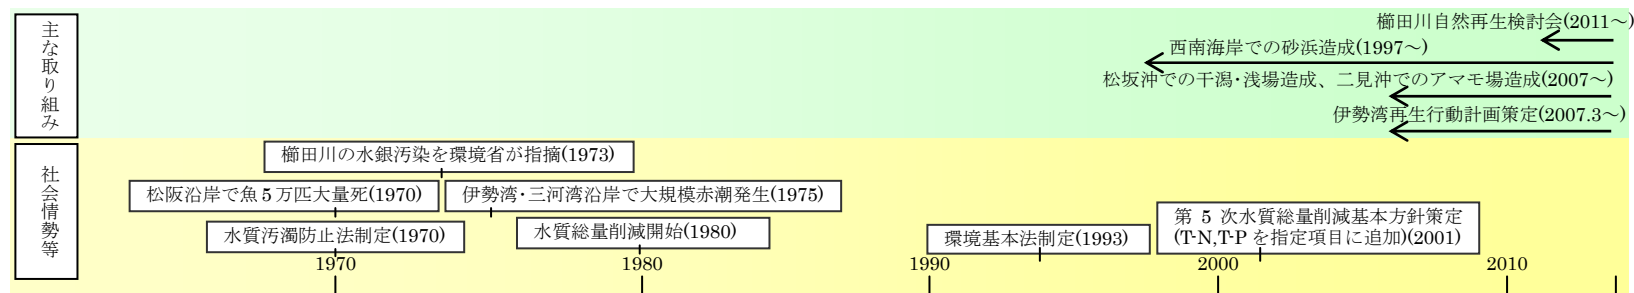 主な取り組み
櫛田川自然再生検討会(2011～)
西南海岸での砂浜造成(1997～)
松坂沖での干潟・浅場造成、二見沖でのアマモ場造成(2007～)
伊勢湾再生行動計画策定(2007.3～)
社会情勢等
櫛田川の水銀汚染を環境省が指摘(1973)
松阪沿岸で魚5万匹大量死(1970)
伊勢湾・三河湾沿岸で大規模赤潮発生(1975)
水質汚濁防止法制定(1970)
水質総量削減開始(1980)
環境基本法制定(1993)
第 5 次水質総量削減基本方針策定
(T-N,T-P を指定項目に追加)(2001)
1970
1980
1990
2000
2010